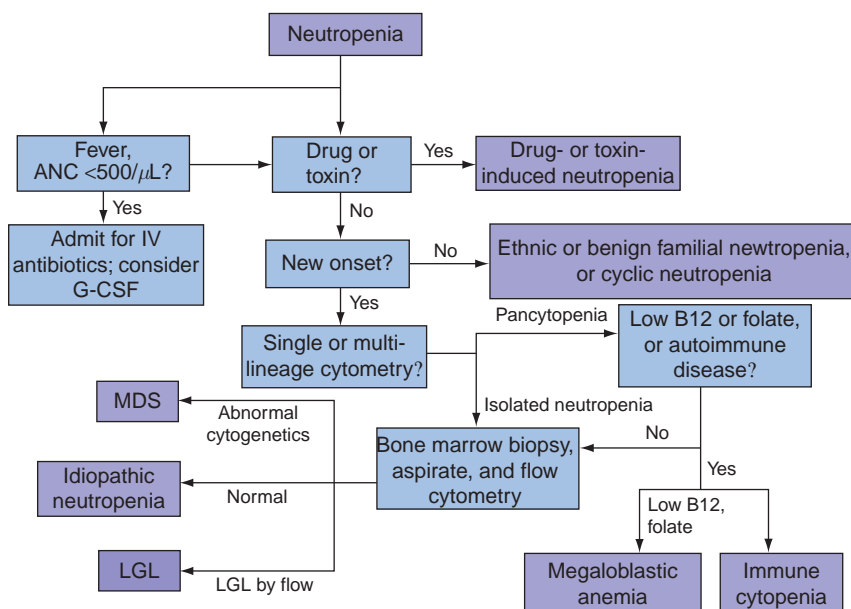 Neutropenia
Fever,
ANC <500/μL?
Drug or
toxin?
Yes
Drug- or toxin-
induced neutropenia
Yes
No
Admit for IV
antibiotics; consider
G-CSF
New onset?
No
Ethnic or benign familial newtropenia,
or cyclic neutropenia
Yes
Single or multi-
lineage cytometry?
Pancytopenia
Low B12 or folate,
or autoimmune
disease?
Isolated neutropenia
MDS
Abnormal
cytogenetics
Bone marrow biopsy,
aspirate, and flow
cytometry
No
Yes
Idiopathic
neutropenia
Normal
Low B12,
folate
LGL
LGL by flow
Megaloblastic
anemia
Immune
cytopenia